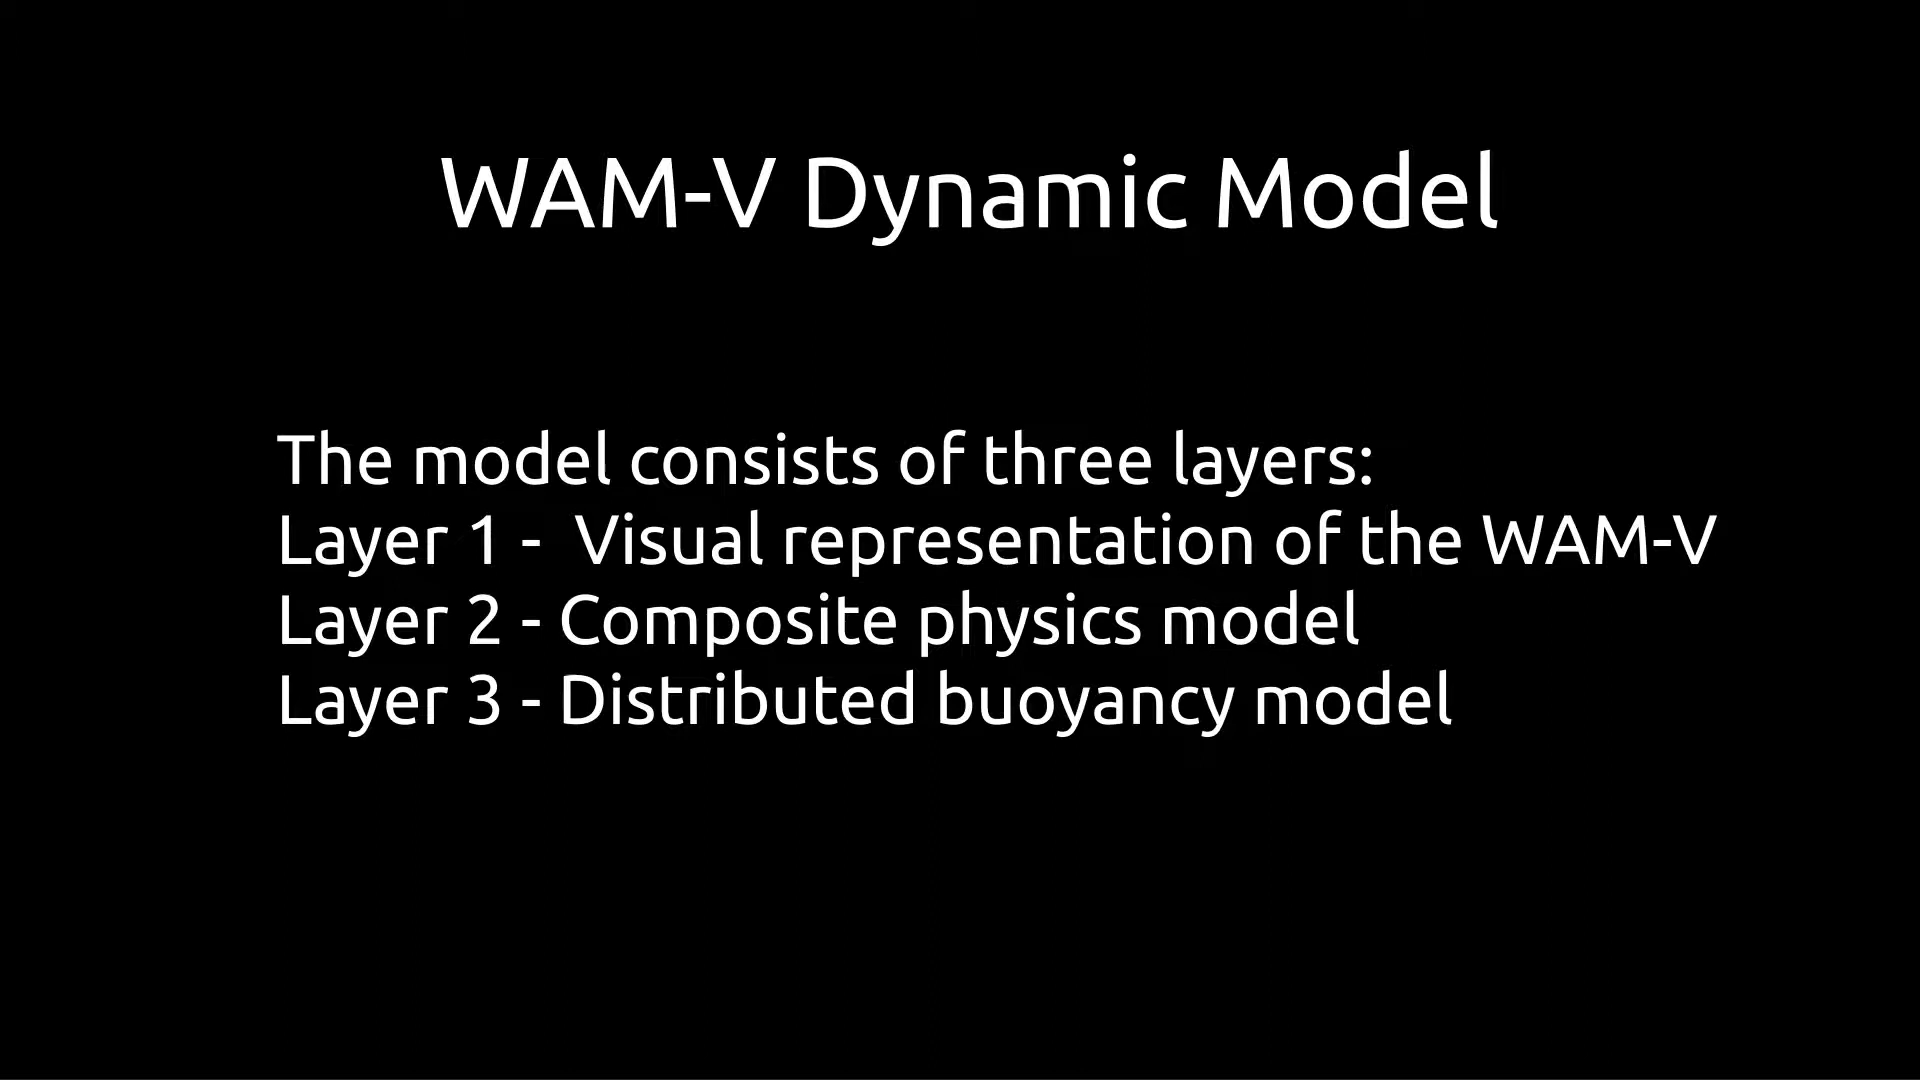 WAM-V Dynamic Model
The model consists of three layers:
Layer 1 -  Visual representation of the WAM-V
Layer 2 - Composite physics model
Layer 3 - Distributed buoyancy model